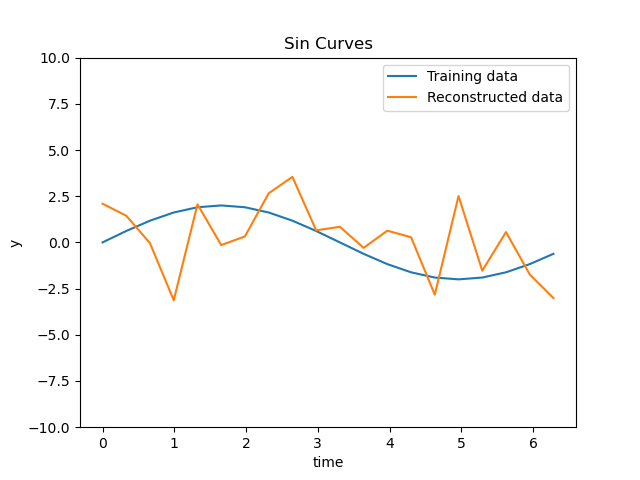 Sin Curves
Training data
Reconstructed data
10.0
7.5
5.0
2.5
0.0
−2.5
−5.0
−7.5
−10.0
y
0 1 2 3 4 5 6
time